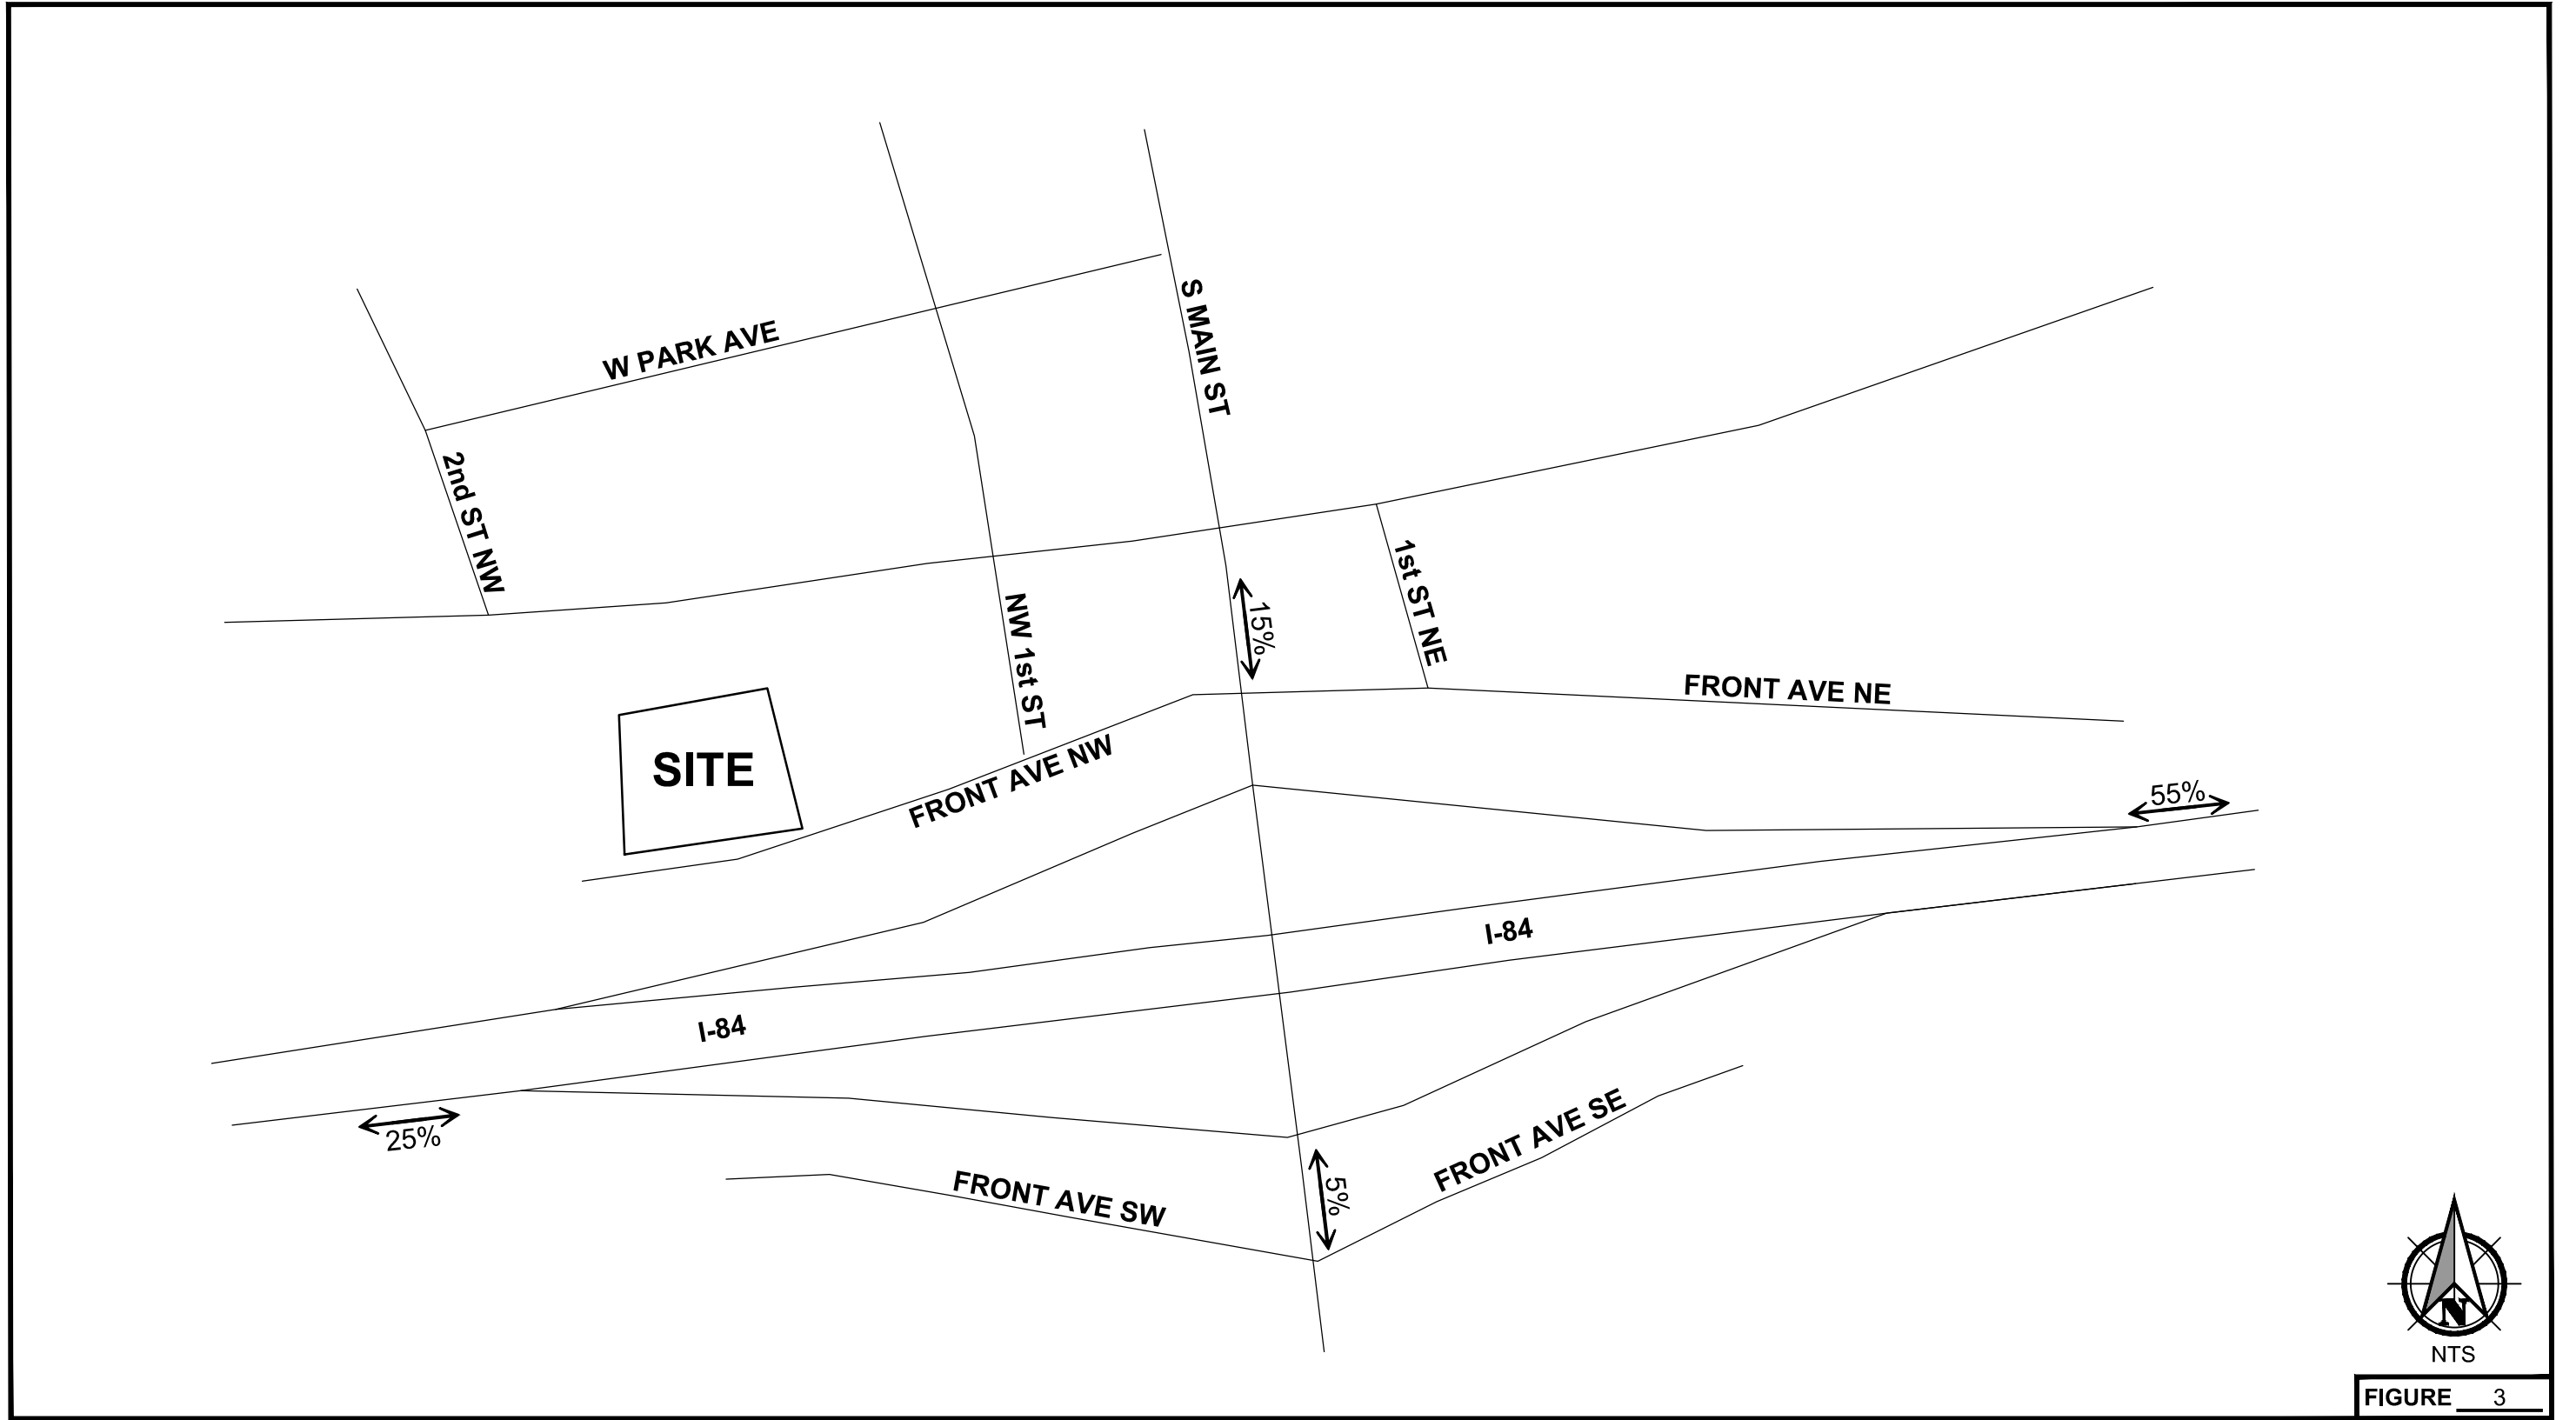 S MAIN ST
W PARK AVE
2nd ST NW
1st ST NE
NW 1st ST
15%
FRONT AVE NE
SITE
FRONT AVE NW
55%
I-84
I-84
25%
FRONT AVE SE
FRONT AVE SW
5%
N
NTS
FIGURE 3